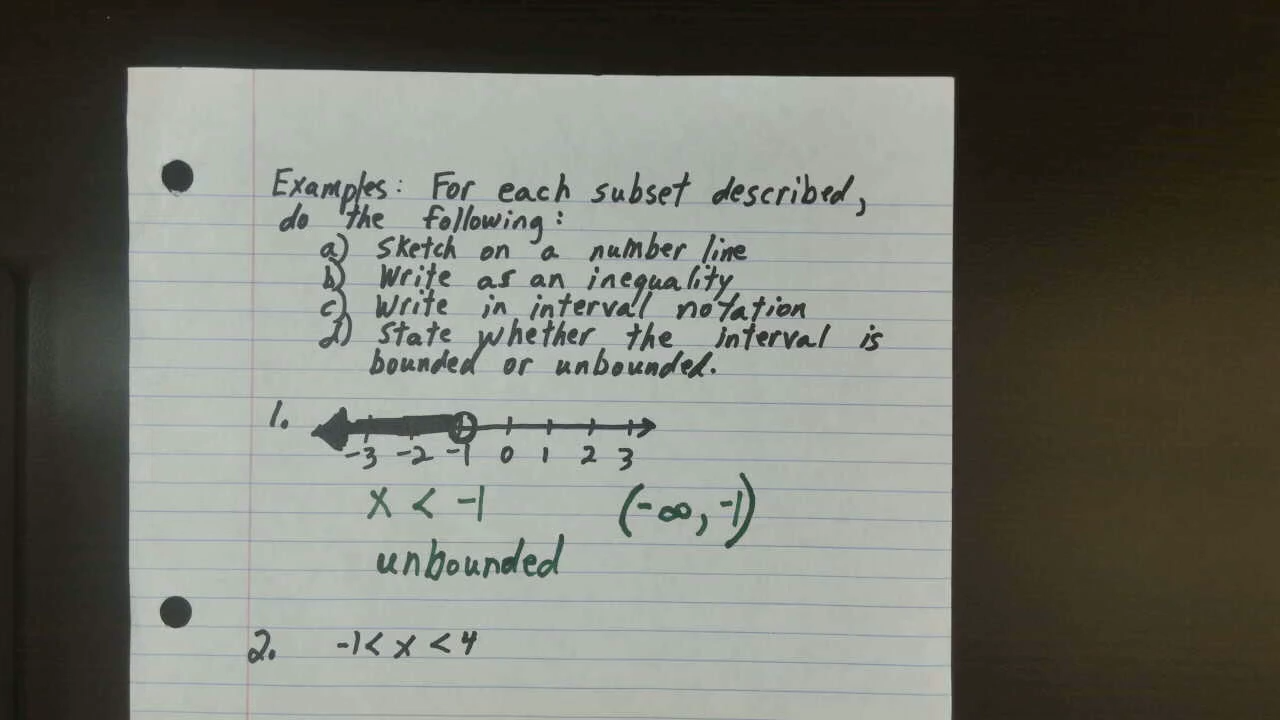 Examples: For each subset described,
do the following:
a) Sketch on a number line
b) Write as an inequality
c) Write in interval notation
d) State whether the interval is
bounded or unbounded.
1.
-3 -2 -1 0 1 2 3
x < -1 (-∞, -1)
unbounded
2. -1 < x < 4